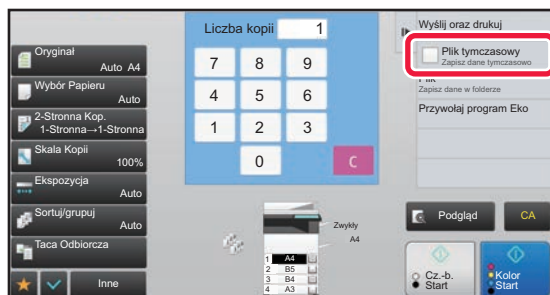 Liczba kopii 1
Wyślij oraz drukuj
Plik tymczasowy
Zapisz dane tymczasowo
Zapisz dane w folderze
Przywołaj program Eko
Oryginał
Auto A4
Wybór Papieru
Auto
2-Stronna Kop.
1-Stronna→1-Stronna
Skala Kopii
100%
Ekspozycja
Auto
Sortuj/grupuj
Auto
Taca Odbiorcza
Inne
7 8 9
4 5 6
1 2 3
0 C
Zwykły
A4
1 A4
2 B5
3 B4
4 A3
Podgląd
CA
Cz.-b.
Start
Kolor
Start